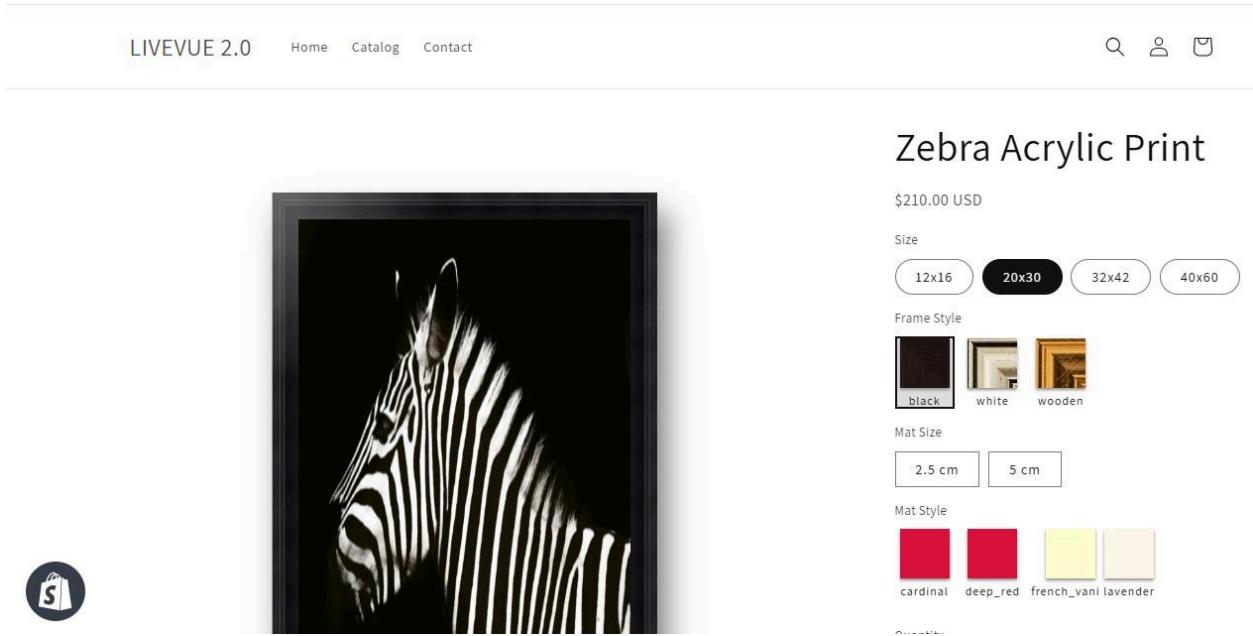 LIVEVUE 2.0 Home Catalog Contact
Zebra Acrylic Print
$210.00 USD
Size
12x16 20x30 32x42 40x60
Frame Style
black white wooden
Mat Size
2.5 cm 5 cm
Mat Style
cardinal deep_red french_vani lavender
Quantity
S